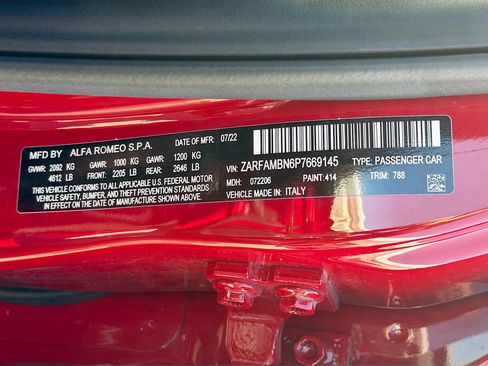 MFD BY: ALFA ROMEO S.P.A. DATE OF MFR: 07/22
GVWR: 2092 KG GAWR: 1000 KG GAWR: 1200 KG
4612 LB FRONT: 2205 LB REAR: 2646 LB
THIS VEHICLE CONFORMS TO ALL APPLICABLE U.S. FEDERAL MOTOR
VEHICLE SAFETY, BUMPER, AND THEFT PREVENTION STANDARDS
IN EFFECT ON THE DATE OF MANUFACTURE SHOWN ABOVE.
VIN: ZARFAMBN6P7669145 TYPE: PASSENGER CAR
MDH: 072206 PAINT: 414 TRIM: 788
VEHICLE MADE IN: ITALY